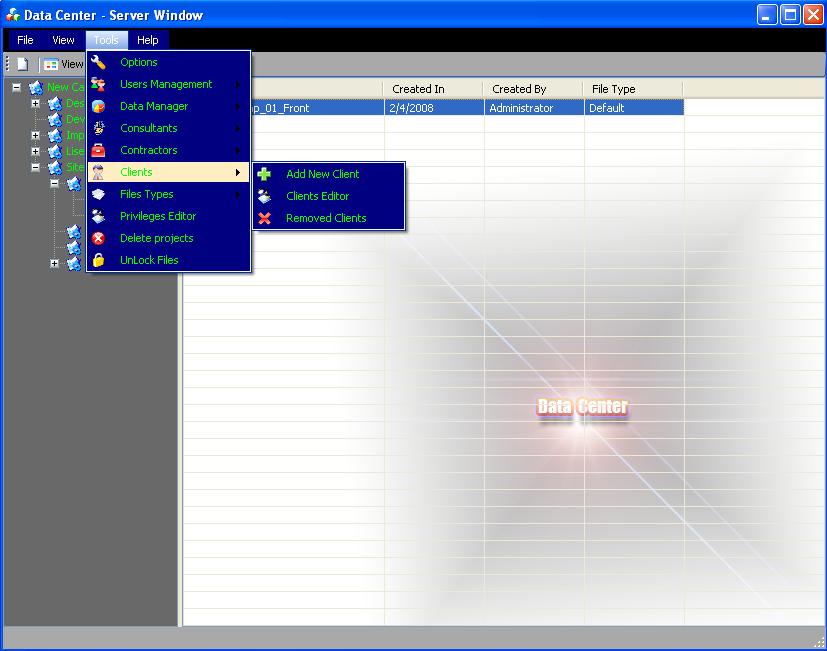 Data Center - Server Window
File View Tools Help
View
Options
Users Management
Data Manager
Consultants
Contractors
Clients
Files Types
Privileges Editor
Delete projects
UnLock Files
Add New Client
Clients Editor
Removed Clients
Created In Created By File Type
_01_Front 2/4/2008 Administrator Default
New Ca
Des
Dev
Imp
Lise
Site
Data Center